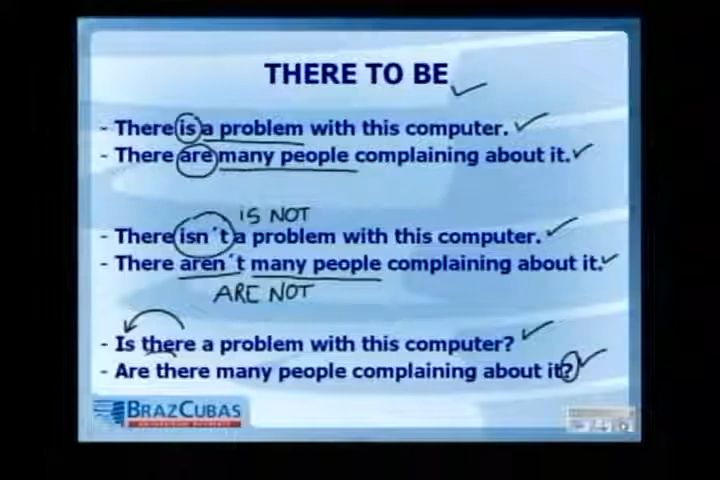 THERE TO BE
- There is a problem with this computer.
- There are many people complaining about it.
IS NOT
- There isn´t a problem with this computer.
- There aren´t many people complaining about it.
ARE NOT
- Is there a problem with this computer?
- Are there many people complaining about it?
BRAZCUBAS